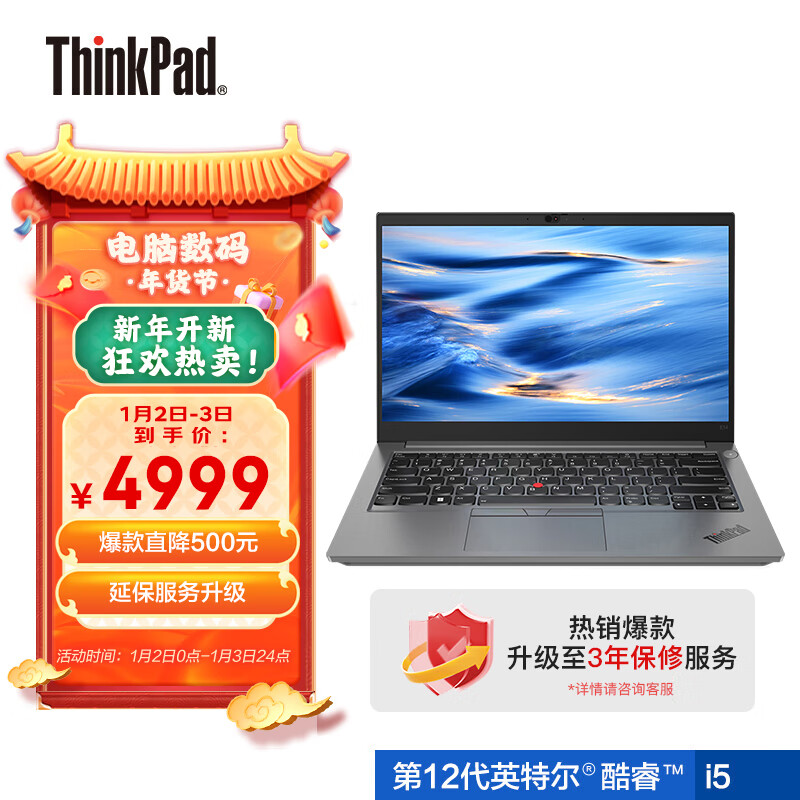 ThinkPad®
电脑数码
·年货节·
新年开新
狂欢热卖!
1月2日-3日
到手价:
¥4999
爆款直降500元
延保服务升级
活动时间:1月2日0点-1月3日24点
ThinkPad
热销爆款
升级至3年保修服务
*详情请咨询客服
第12代英特尔®酷睿™ i5